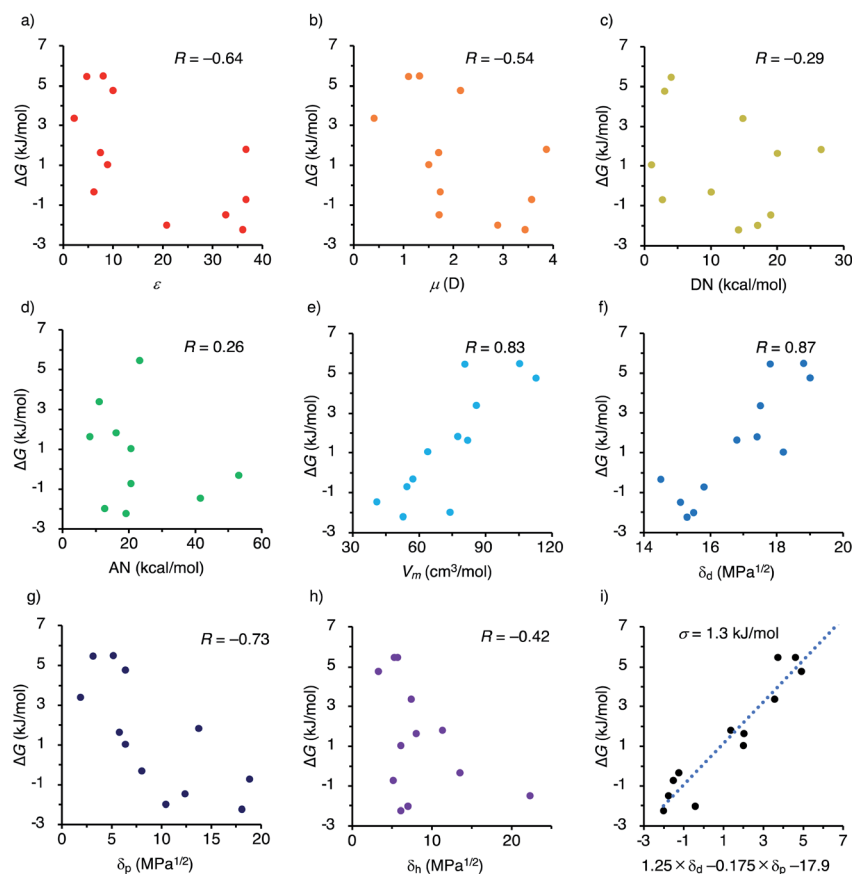 a)
R = –0.64
ΔG (kJ/mol)
7
5
3
1
-1
-3
0
10
20
30
40
ε
b)
R = –0.54
ΔG (kJ/mol)
7
5
3
1
-1
-3
0
1
2
3
4
μ (D)
c)
R = –0.29
ΔG (kJ/mol)
7
5
3
1
-1
-3
0
10
20
30
DN (kcal/mol)
d)
R = 0.26
ΔG (kJ/mol)
7
5
3
1
-1
-3
0
20
40
60
AN (kcal/mol)
e)
R = 0.83
ΔG (kJ/mol)
7
5
3
1
-1
-3
30
60
90
120
Vm (cm³/mol)
f)
R = 0.87
ΔG (kJ/mol)
7
5
3
1
-1
-3
14
16
18
20
δd (MPa1/2)
g)
R = –0.73
ΔG (kJ/mol)
7
5
3
1
-1
-3
0
5
10
15
20
δp (MPa1/2)
h)
R = –0.42
ΔG (kJ/mol)
7
5
3
1
-1
-3
0
10
20
δh (MPa1/2)
i)
σ = 1.3 kJ/mol
ΔG (kJ/mol)
7
5
3
1
-1
-3
-3
-1
1
3
5
7
1.25 × δd –0.175 × δp –17.9